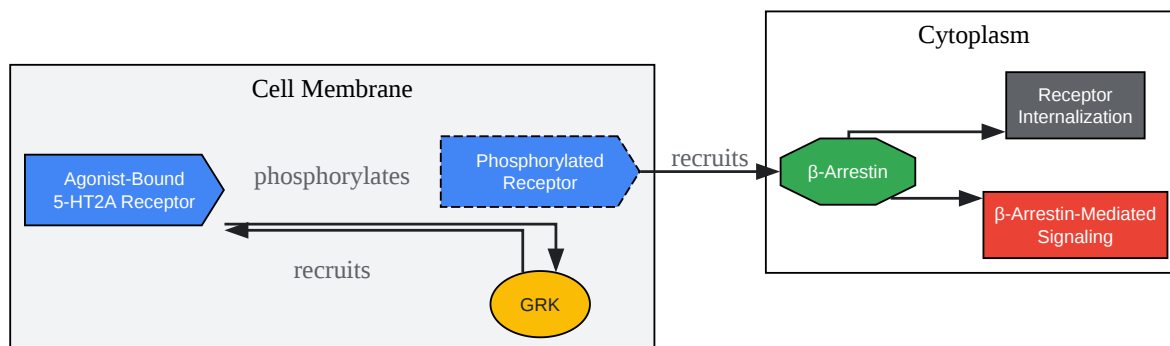 Cell Membrane
Agonist-Bound
5-HT2A Receptor
phosphorylates
recruits
GRK
Phosphorylated
Receptor
recruits
Cytoplasm
β-Arrestin
Receptor
Internalization
β-Arrestin-Mediated
Signaling